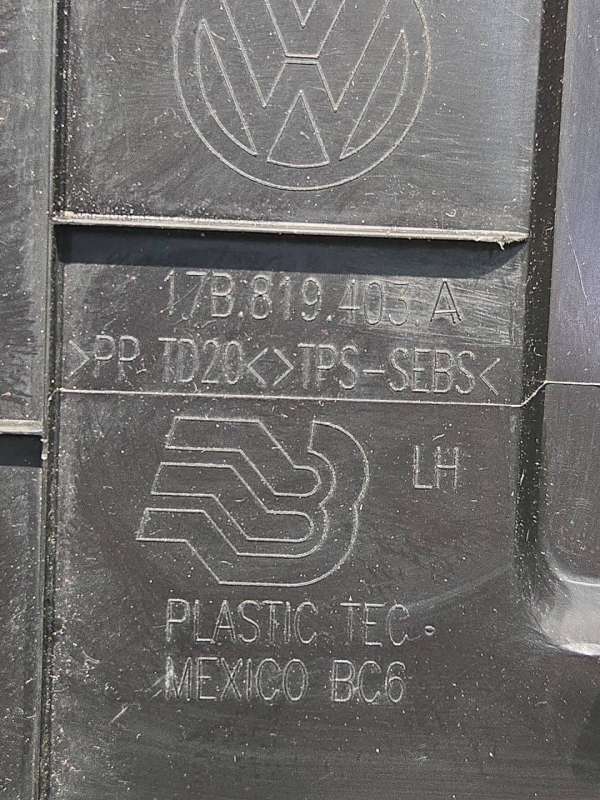 17B.819.403.A
>PP TD20<>TPS-SEBS<
LH
PLASTIC TEC.
MEXICO BC6